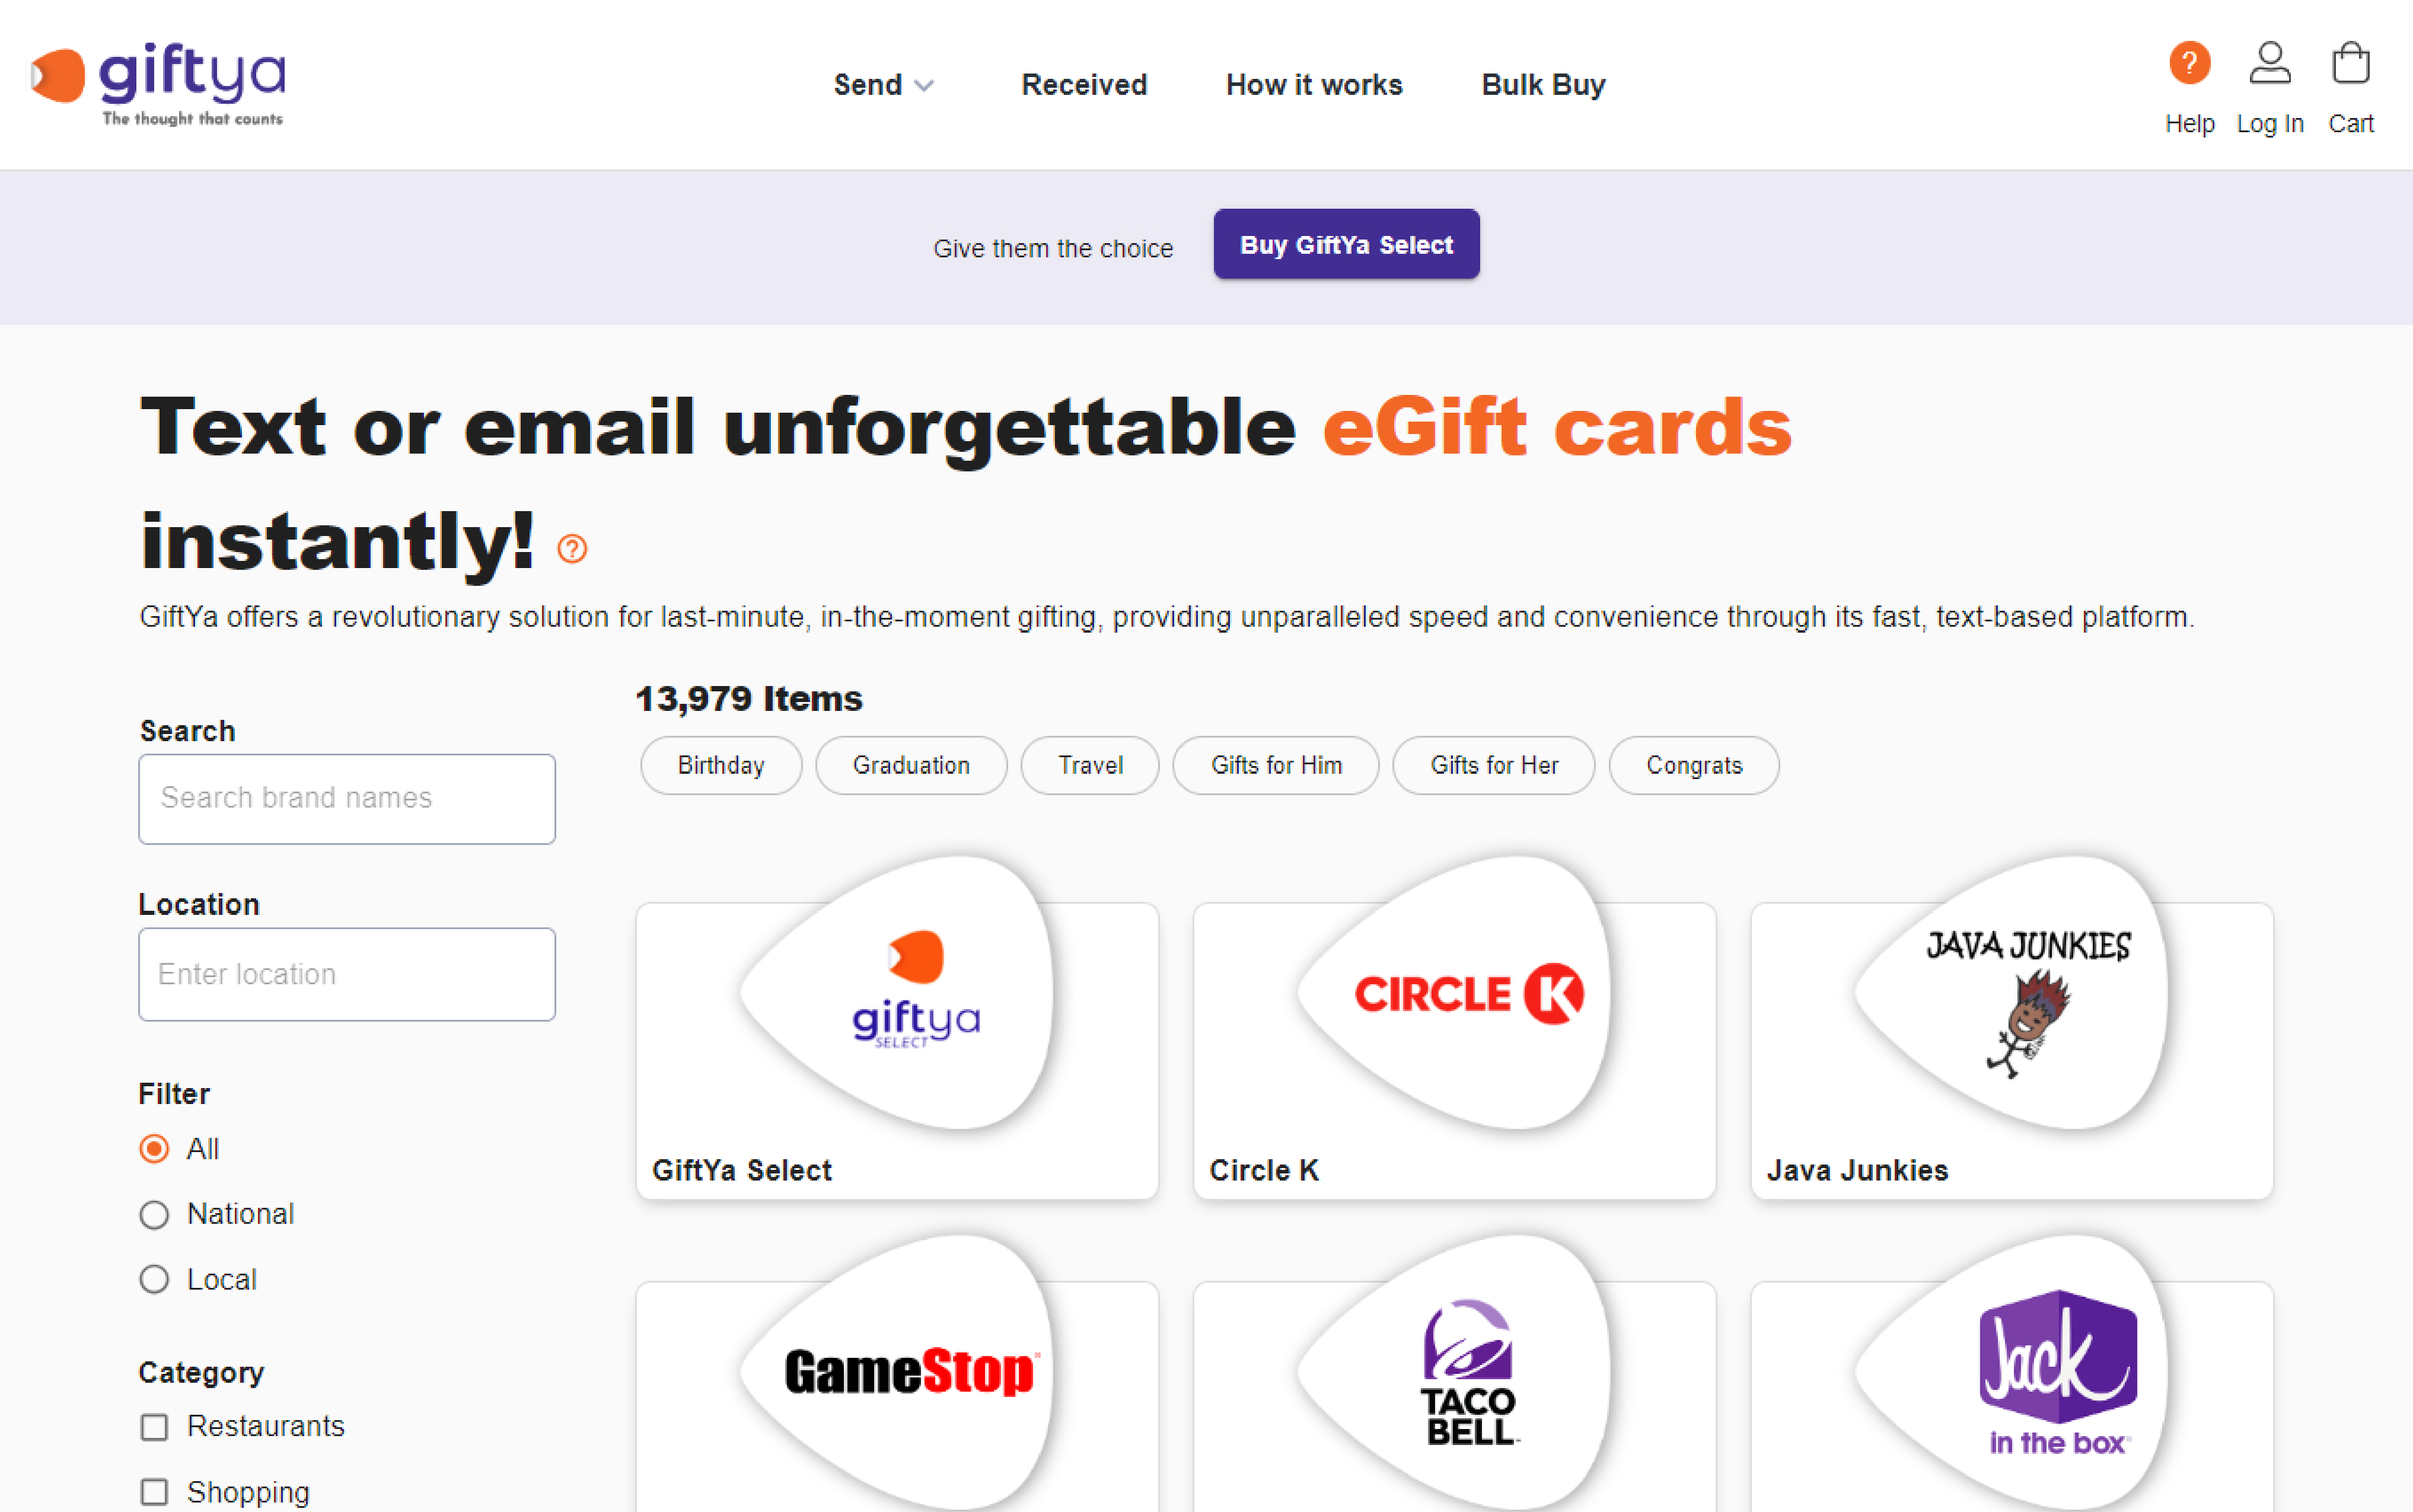 giftya
The thought that counts
Send
Received
How it works
Bulk Buy
?
Help
Log In
Cart
Give them the choice
Buy GiftYa Select
Text or email unforgettable eGift cards
instantly! ?
GiftYa offers a revolutionary solution for last-minute, in-the-moment gifting, providing unparalleled speed and convenience through its fast, text-based platform.
13,979 Items
Birthday
Graduation
Travel
Gifts for Him
Gifts for Her
Congrats
Search
Search brand names
Location
Enter location
Filter
All
National
Local
Category
Restaurants
Shopping
giftya
SELECT
GiftYa Select
CIRCLE K
Circle K
JAVA JUNKIES
Java Junkies
GameStop
TACO
BELL
Jack
in the box